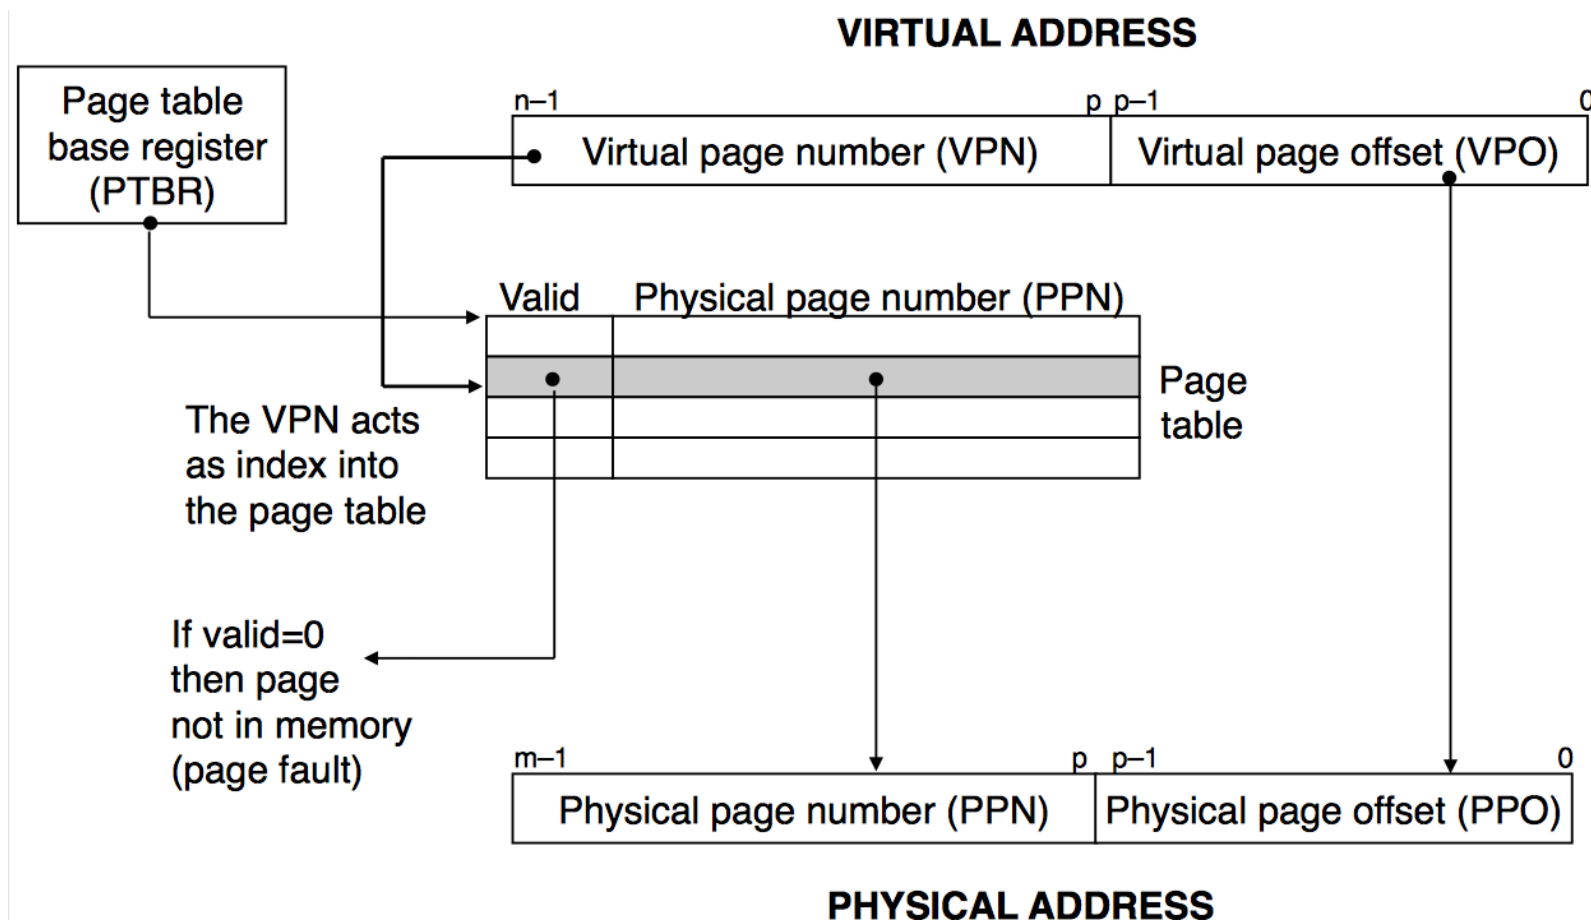 VIRTUAL ADDRESS
Page table
base register
(PTBR)
n–1
p
p–1
0
Virtual page number (VPN)
Virtual page offset (VPO)
Valid
Physical page number (PPN)
Page
table
The VPN acts
as index into
the page table
If valid=0
then page
not in memory
(page fault)
m–1
p
p–1
0
Physical page number (PPN)
Physical page offset (PPO)
PHYSICAL ADDRESS